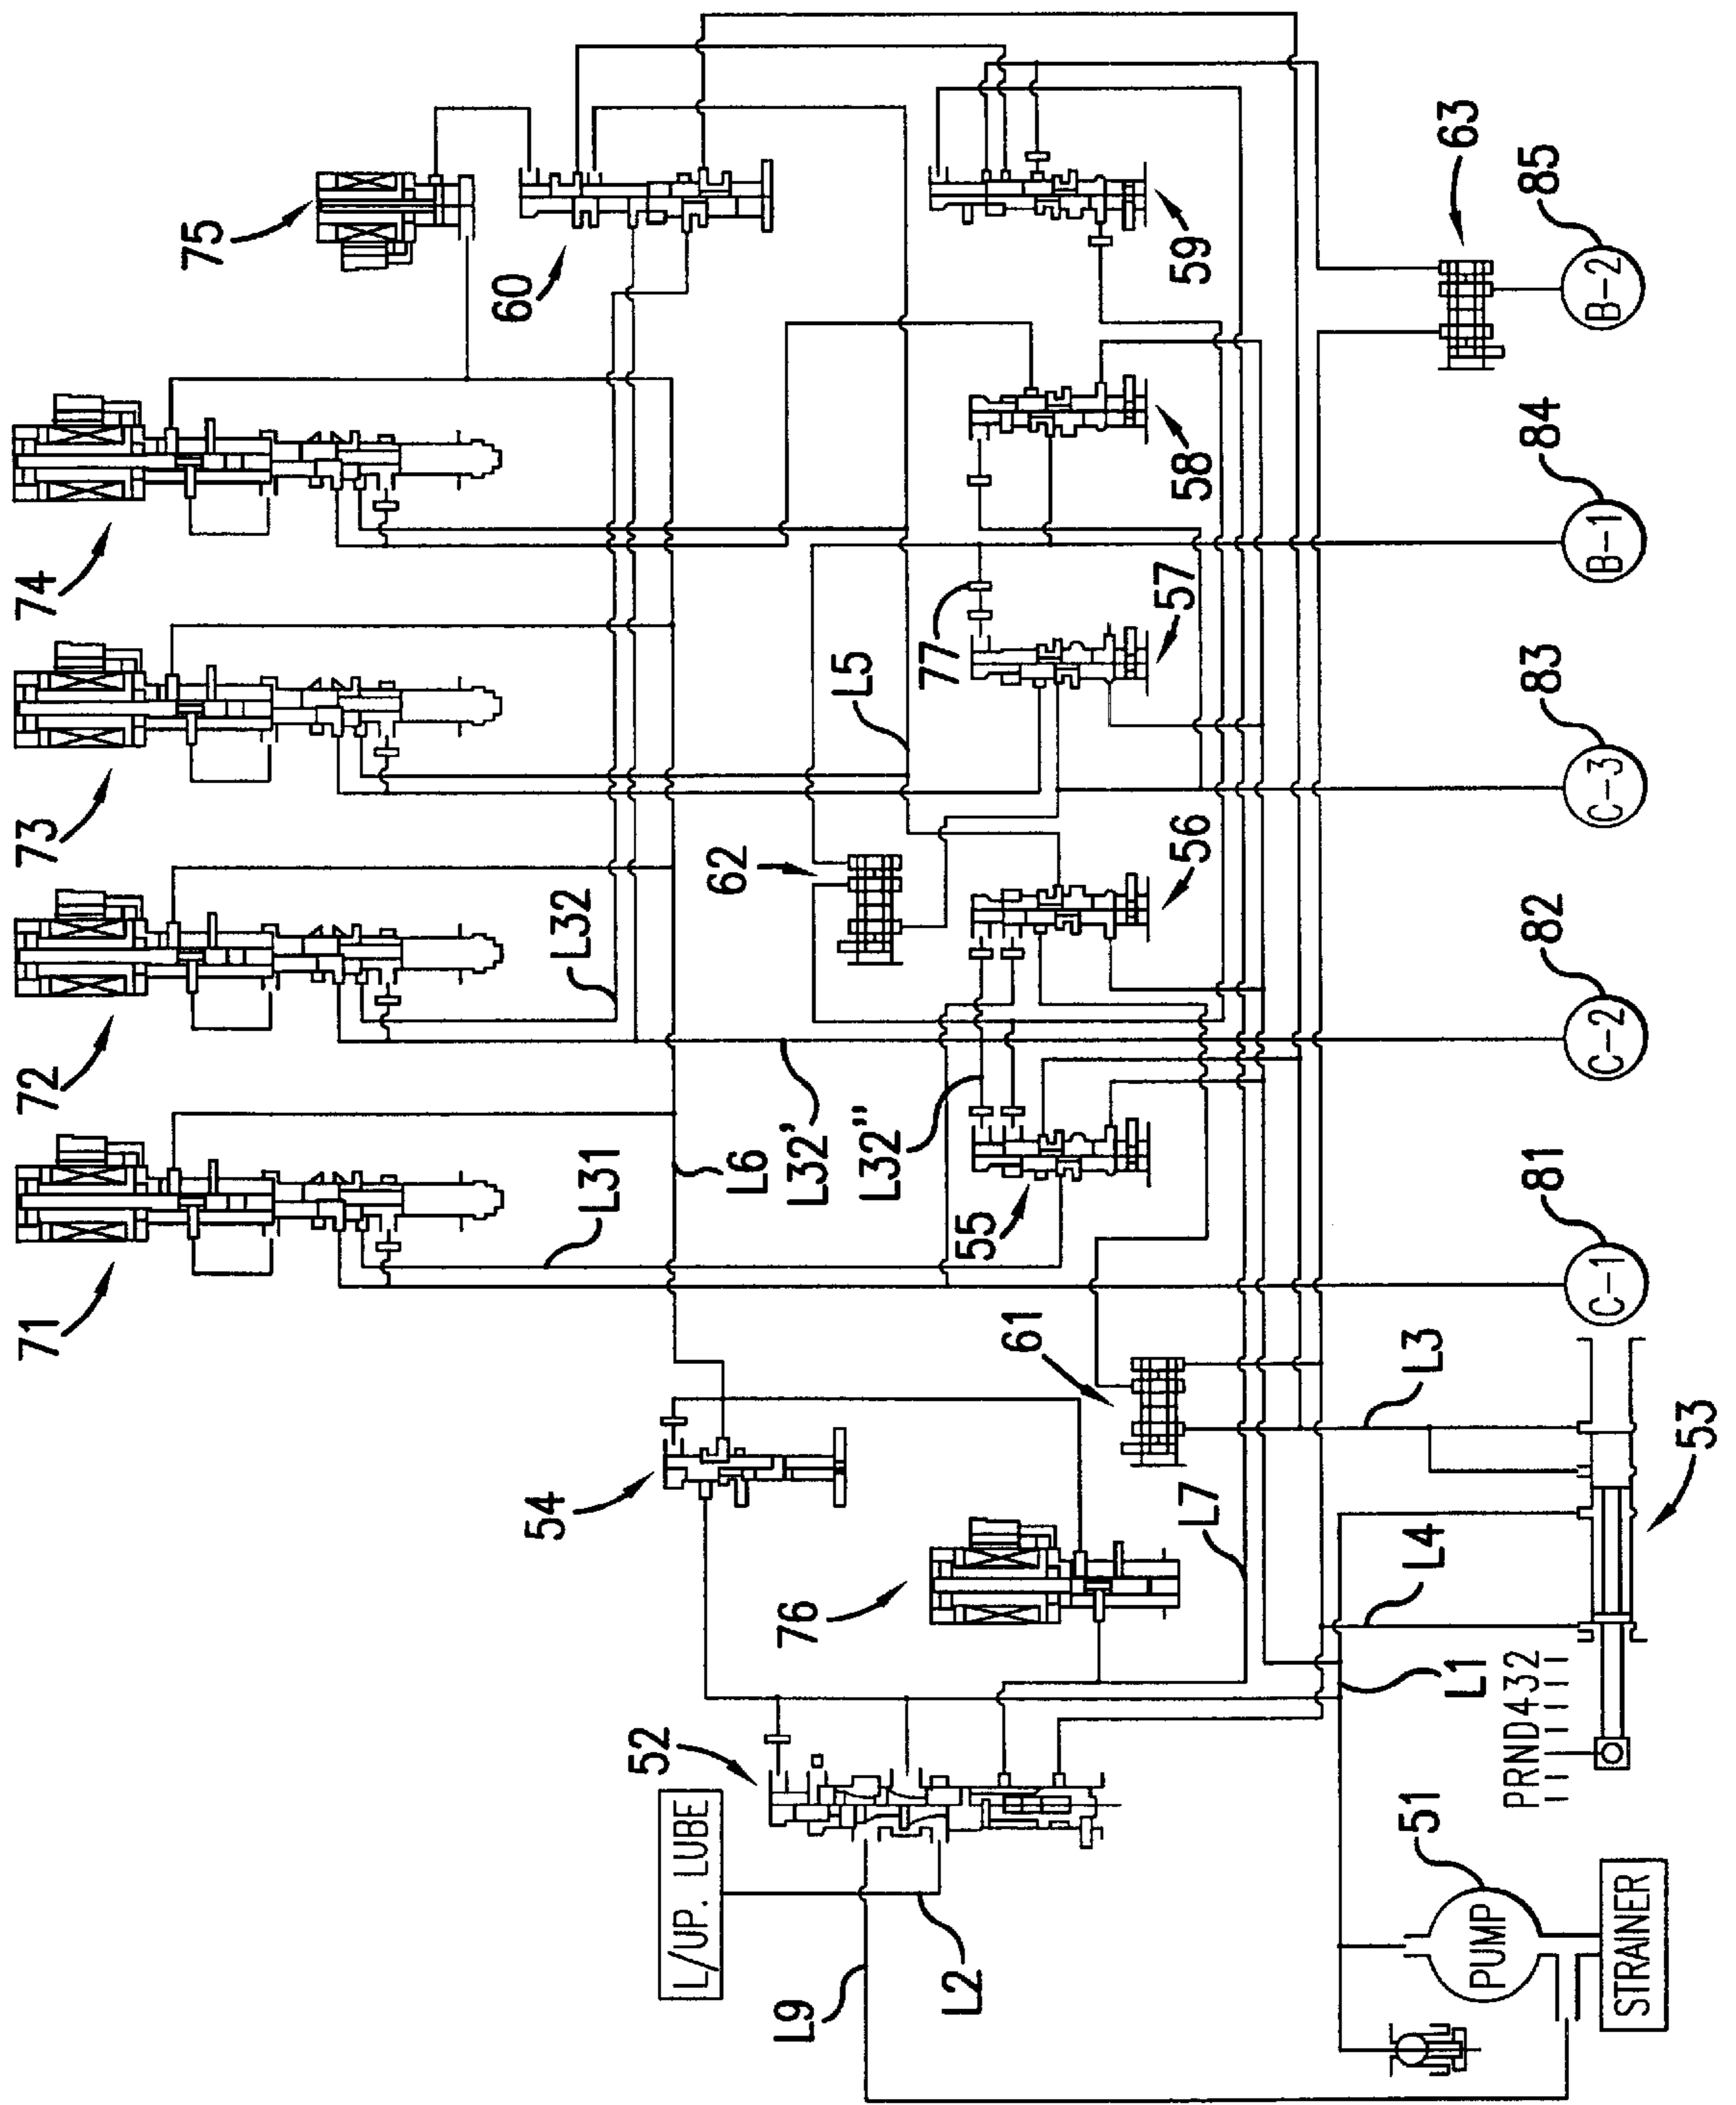 71
72
73
74
75
60
L31
L32
L6
L32'
L32"
L5
54
61
55
62
56
77
57
58
59
63
L/UP. LUBE
52
76
L7
L9
L2
L1
L4
L3
53
PRND432
51
PUMP
STRAINER
81
C-1
82
C-2
83
C-3
84
B-1
85
B-2